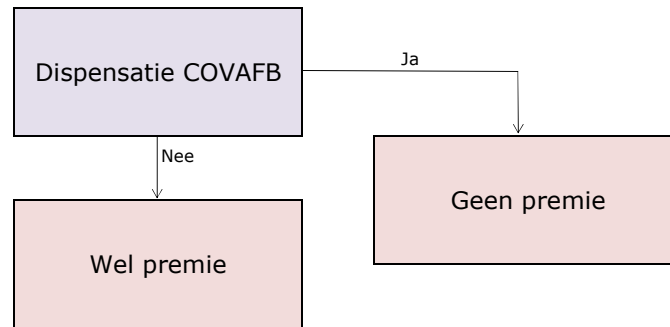 Dispensatie COVAFB
Ja
Nee
Geen premie
Wel premie